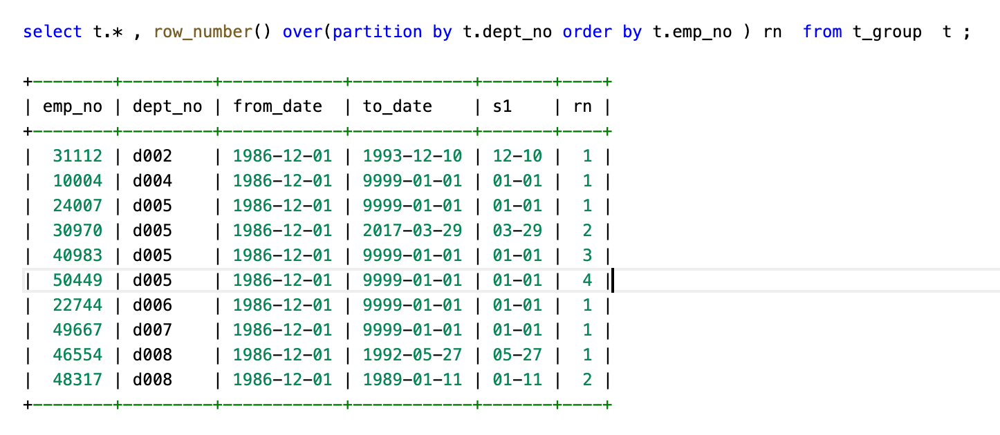 select t.* , row_number() over(partition by t.dept_no order by t.emp_no ) rn  from t_group  t ;
+--------+---------+------------+------------+-------+----+
| emp_no | dept_no | from_date  | to_date    | s1    | rn |
+--------+---------+------------+------------+-------+----+
|  31112 | d002    | 1986-12-01 | 1993-12-10 | 12-10 |  1 |
|  10004 | d004    | 1986-12-01 | 9999-01-01 | 01-01 |  1 |
|  24007 | d005    | 1986-12-01 | 9999-01-01 | 01-01 |  1 |
|  30970 | d005    | 1986-12-01 | 2017-03-29 | 03-29 |  2 |
|  40983 | d005    | 1986-12-01 | 9999-01-01 | 01-01 |  3 |
|  50449 | d005    | 1986-12-01 | 9999-01-01 | 01-01 |  4 |
|  22744 | d006    | 1986-12-01 | 9999-01-01 | 01-01 |  1 |
|  49667 | d007    | 1986-12-01 | 9999-01-01 | 01-01 |  1 |
|  46554 | d008    | 1986-12-01 | 1992-05-27 | 05-27 |  1 |
|  48317 | d008    | 1986-12-01 | 1989-01-11 | 01-11 |  2 |
+--------+---------+------------+------------+-------+----+